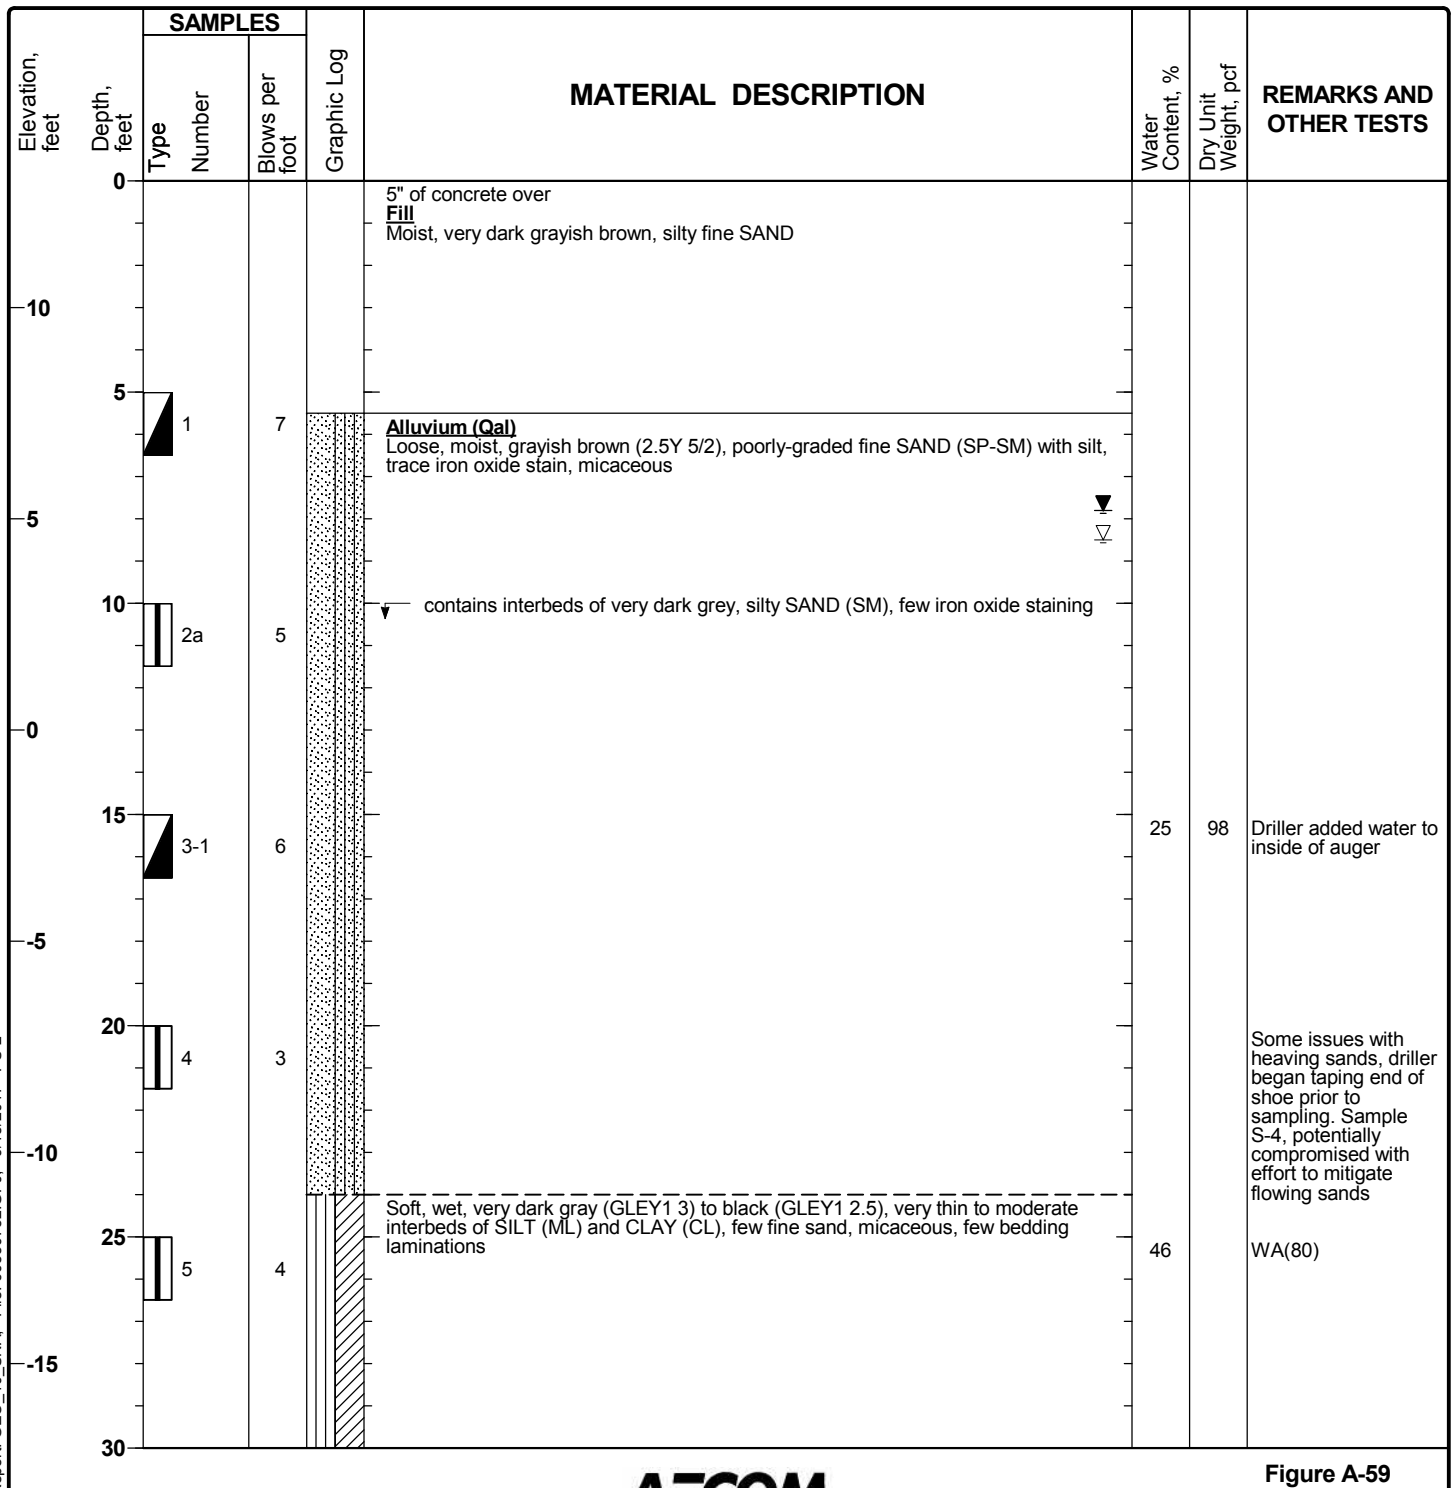 SAMPLES
Elevation,
feet
Depth,
feet
Type
Number
Blows per
foot
Graphic Log
MATERIAL DESCRIPTION
Water
Content, %
Dry Unit
Weight, pcf
REMARKS AND
OTHER TESTS
0
5" of concrete over
Fill
Moist, very dark grayish brown, silty fine SAND
10
5
1 7
Alluvium (Qal)
Loose, moist, grayish brown (2.5Y 5/2), poorly-graded fine SAND (SP-SM) with silt,
trace iron oxide stain, micaceous
5
10
contains interbeds of very dark grey, silty SAND (SM), few iron oxide staining
2a 5
0
15
3-1 6
25 98 Driller added water to
inside of auger
-5
20
4 3
Some issues with
heaving sands, driller
began taping end of
shoe prior to
sampling. Sample
S-4, potentially
compromised with
effort to mitigate
flowing sands
-10
Soft, wet, very dark gray (GLEY1 3) to black (GLEY1 2.5), very thin to moderate
interbeds of SILT (ML) and CLAY (CL), few fine sand, micaceous, few bedding
laminations
25
5 4
46 WA(80)
-15
30
AECOM
Figure A-59